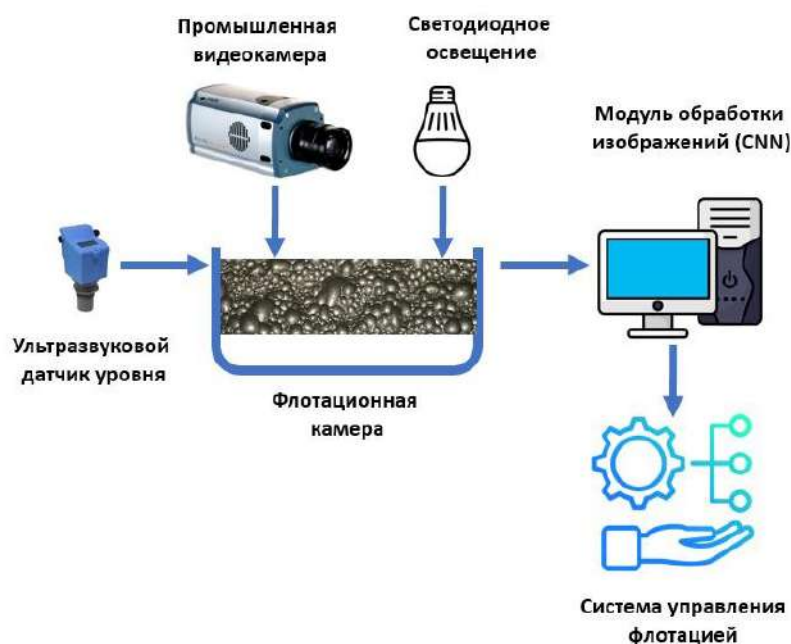 Промышленная
видеокамера
Светодиодное
освещение
Модуль обработки
изображений (CNN)
Ультразвуковой
датчик уровня
Флотационная
камера
Система управления
флотацией